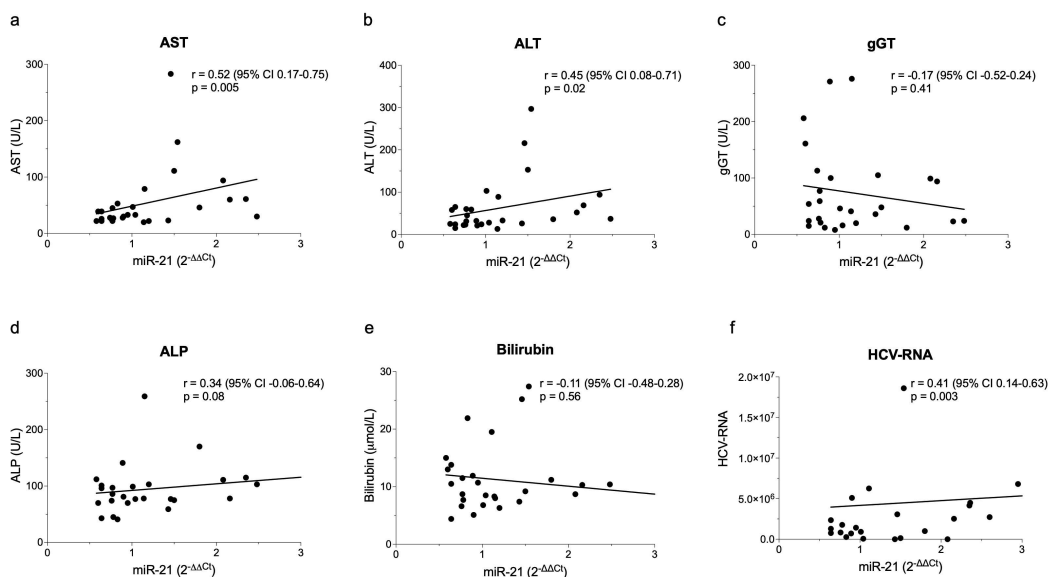 a
AST
r = 0.52 (95% CI 0.17-0.75)
p = 0.005
AST (U/L)
300
200
100
0
0
1
2
3
miR-21 (2^-ΔΔCt)
b
ALT
r = 0.45 (95% CI 0.08-0.71)
p = 0.02
ALT (U/L)
400
300
200
100
0
0
1
2
3
miR-21 (2^-ΔΔCt)
c
gGT
r = -0.17 (95% CI -0.52-0.24)
p = 0.41
gGT (U/L)
300
200
100
0
0
1
2
3
miR-21 (2^-ΔΔCt)
d
ALP
r = 0.34 (95% CI -0.06-0.64)
p = 0.08
ALP (U/L)
300
200
100
0
0
1
2
3
miR-21 (2^-ΔΔCt)
e
Bilirubin
r = -0.11 (95% CI -0.48-0.28)
p = 0.56
Bilirubin (μmol/L)
30
20
10
0
0
1
2
3
miR-21 (2^-ΔΔCt)
f
HCV-RNA
r = 0.41 (95% CI 0.14-0.63)
p = 0.003
HCV-RNA
2.0×10^7
1.5×10^7
1.0×10^7
5.0×10^6
0.0
0
1
2
3
miR-21 (2^-ΔΔCt)